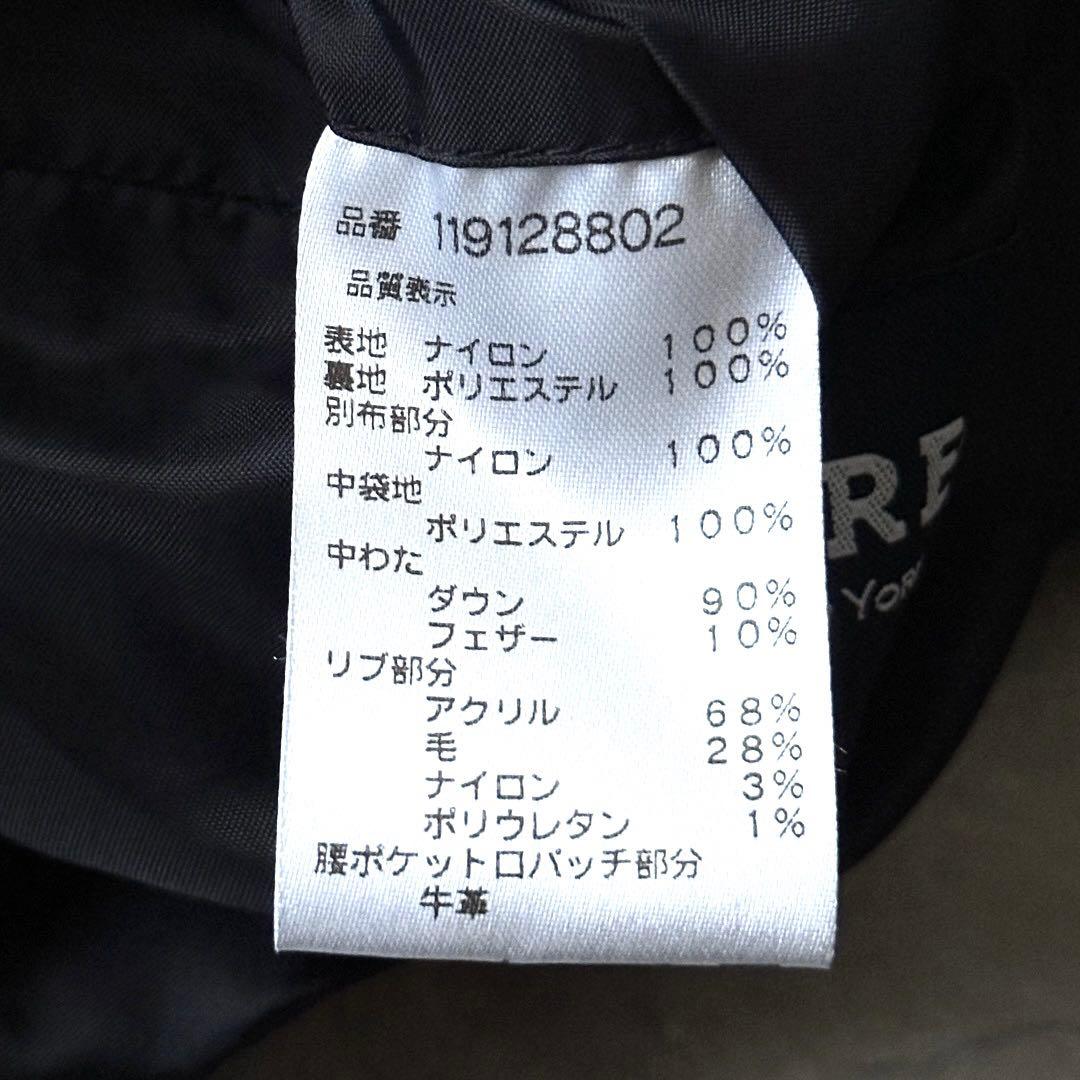 品番 119128802
品質表示
表地 ナイロン 100%
裏地 ポリエステル 100%
別布部分
ナイロン 100%
中袋地
ポリエステル 100%
中わた
ダウン 90%
フェザー 10%
リブ部分
アクリル 68%
毛 28%
ナイロン 3%
ポリウレタン 1%
腰ポケット口パッチ部分
牛革
RE
YORK